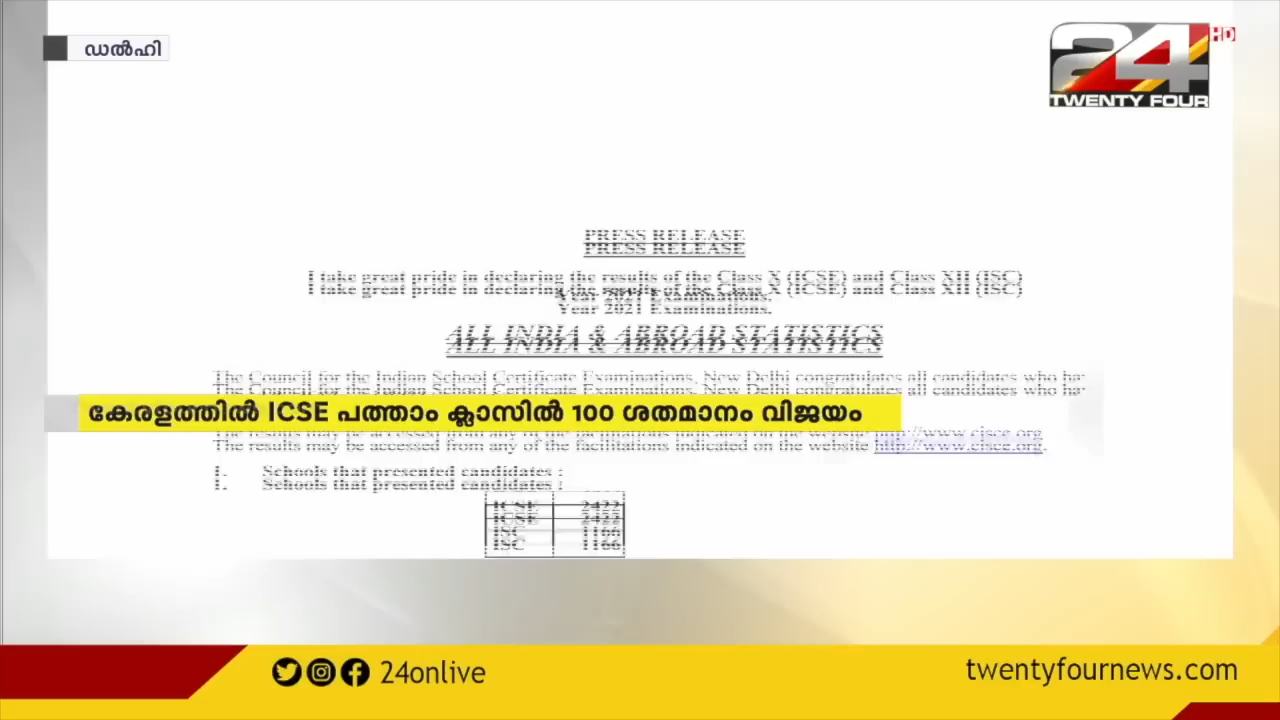 ഡൽഹി
24 HD
TWENTY FOUR
PRESS RELEASE
I take great pride in declaring the results of the Class X (ICSE) and Class XII (ISC)
Year 2021 Examinations.
ALL INDIA & ABROAD STATISTICS
The Council for the Indian School Certificate Examinations, New Delhi congratulates all candidates who
കേരളത്തിൽ ICSE പത്താം ക്ലാസിൽ 100 ശതമാനം വിജയം
The results may be accessed from any of the facilitations indicated on the website http://www.cisce.org.
Schools that presented candidates :
ICSE 2422
ISC 1166
24onlive
twentyfournews.com